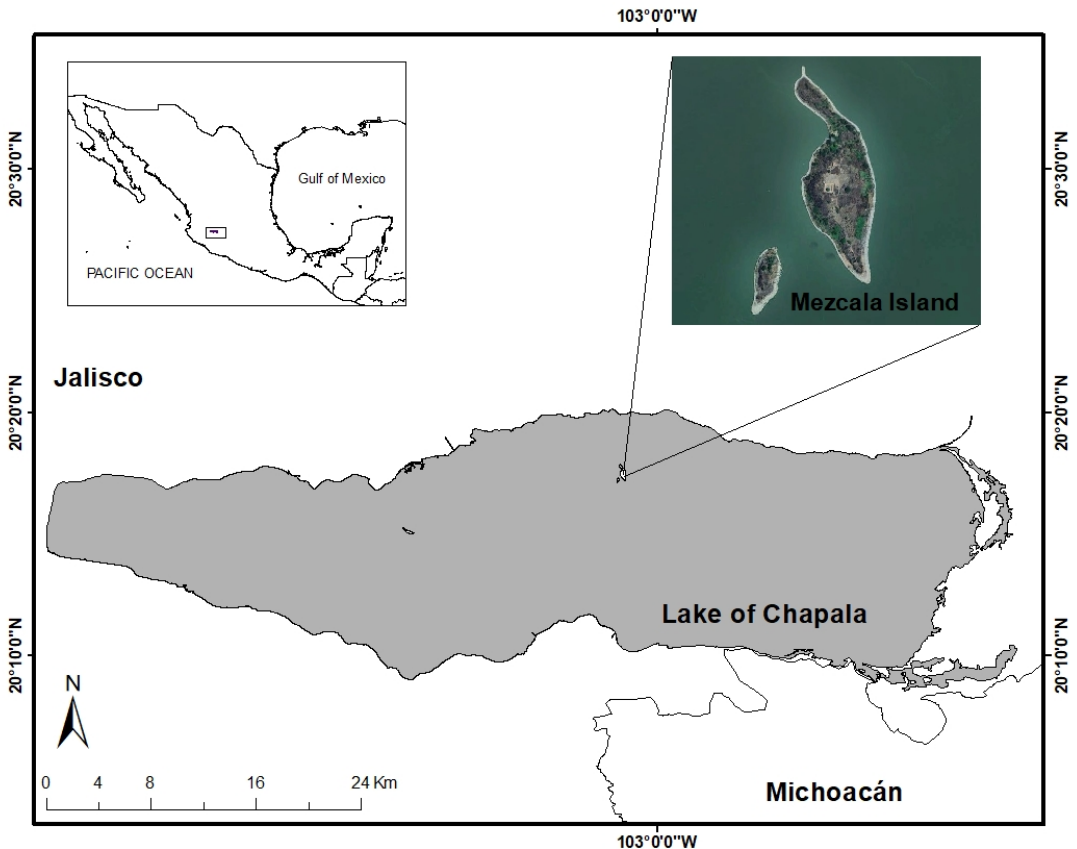 103°0'0"W
20°30'0"N
20°30'0"N
Gulf of Mexico
PACIFIC OCEAN
Mezcala Island
Jalisco
20°20'0"N
20°20'0"N
Lake of Chapala
20°10'0"N
20°10'0"N
N
0 4 8 16 24 Km
Michoacán
103°0'0"W